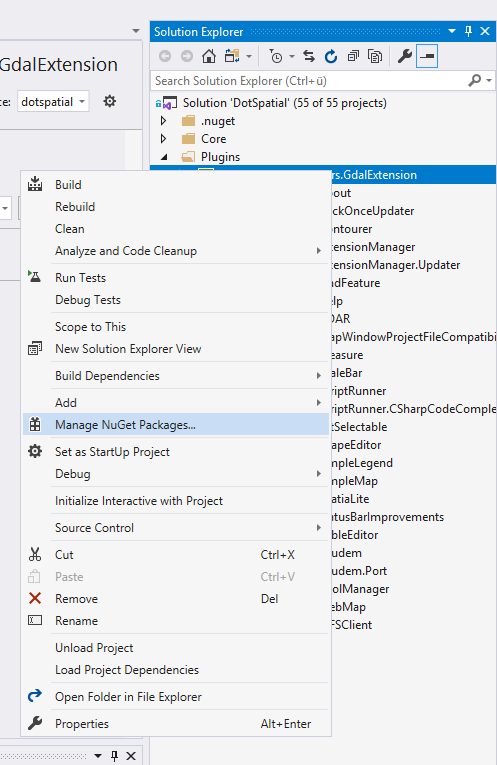 GdalExtension
dotspatial
Solution Explorer
Search Solution Explorer (Ctrl+ü)
Solution 'DotSpatial' (55 of 55 projects)
.nuget
Core
Plugins
rs.GdalExtension
Build
Rebuild
Clean
Analyze and Code Cleanup
Run Tests
Debug Tests
Scope to This
New Solution Explorer View
Build Dependencies
Add
Manage NuGet Packages...
Set as StartUp Project
Debug
Initialize Interactive with Project
Source Control
Cut Ctrl+X
Paste Ctrl+V
Remove Del
Rename
Unload Project
Load Project Dependencies
Open Folder in File Explorer
Properties Alt+Enter
bout
ckOnceUpdater
ntourer
tensionManager
tensionManager.Updater
ndFeature
elp
DAR
apWindowProjectFileCompatibi
easure
aleBar
riptRunner
riptRunner.CSharpCodeComple
tSelectable
apeEditor
mpleLegend
mpleMap
atiaLite
atusBarImprovements
bleEditor
udem
udem.Port
olManager
ebMap
FSClient